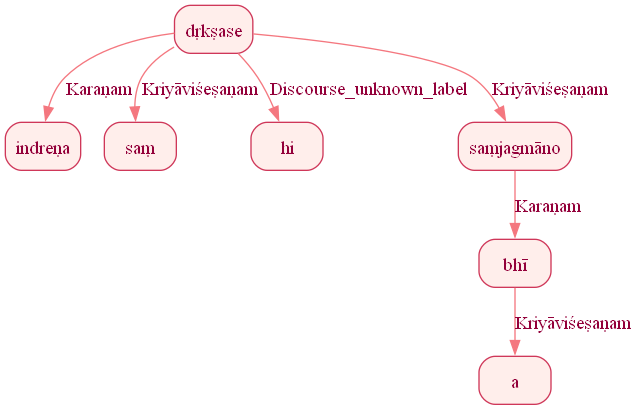 dṛkṣase
Karaṇam Kriyāviśeṣaṇam Discourse_unknown_label Kriyāviśeṣaṇam
indreṇa saṃ hi saṃjagmāno
Karaṇam
bhī
Kriyāviśeṣaṇam
a